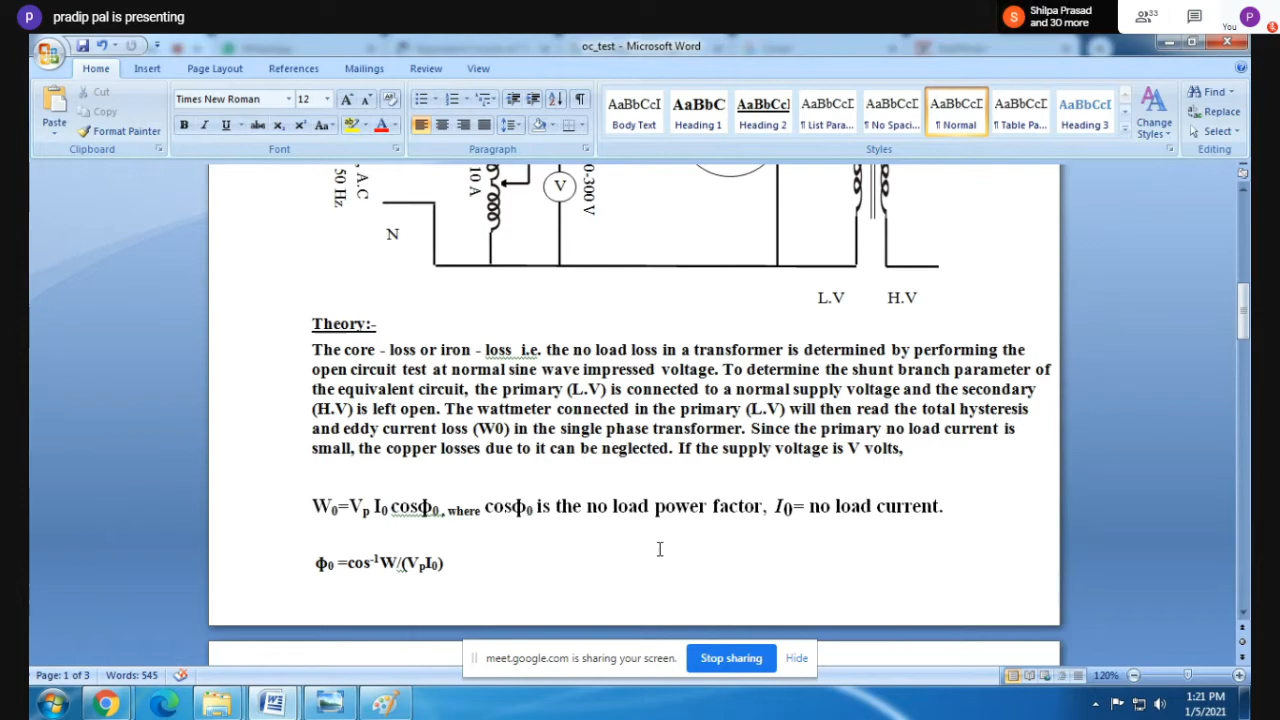 p pradip pal is presenting
S Shilpa Prasad
and 30 more
33
P
You
oc_test - Microsoft Word
Home Insert Page Layout References Mailings Review View
Paste
Cut
Copy
Format Painter
Clipboard
Times New Roman 12
Font
Paragraph
AaBbCcI AaBbC AaBbCc AaBbCcI AaBbCcI AaBbCcI AaBbCcI AaBbCcI
Body Text Heading 1 Heading 2 ¶ List Para... ¶ No Spaci... ¶ Normal ¶ Table Pa... Heading 3
Styles
Change
Styles
Find
Replace
Select
Editing
A.C
50 Hz
10 A
V
0-300 V
N
L.V H.V
Theory:-
The core - loss or iron - loss i.e. the no load loss in a transformer is determined by performing the
open circuit test at normal sine wave impressed voltage. To determine the shunt branch parameter of
the equivalent circuit, the primary (L.V) is connected to a normal supply voltage and the secondary
(H.V) is left open. The wattmeter connected in the primary (L.V) will then read the total hysteresis
and eddy current loss (W0) in the single phase transformer. Since the primary no load current is
small, the copper losses due to it can be neglected. If the supply voltage is V volts,
W₀=Vₚ I₀ cosϕ₀ , where cosϕ₀ is the no load power factor, I₀= no load current.
ϕ₀ =cos⁻¹W/(VₚI₀)
meet.google.com is sharing your screen. Stop sharing Hide
Page: 1 of 3 Words: 545
120%
1:21 PM
1/5/2021